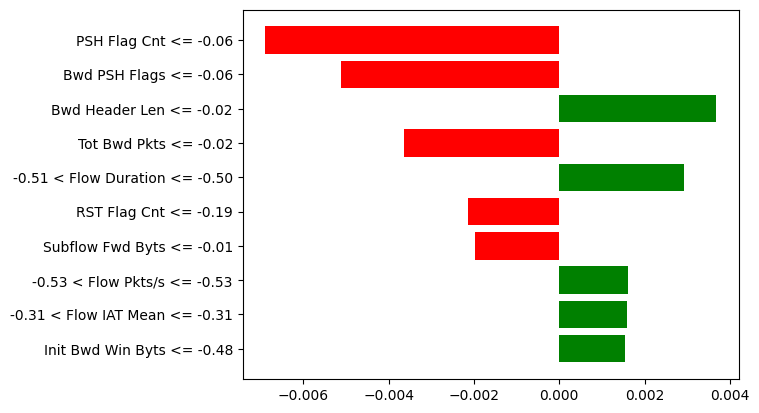 PSH Flag Cnt <= -0.06
Bwd PSH Flags <= -0.06
Bwd Header Len <= -0.02
Tot Bwd Pkts <= -0.02
-0.51 < Flow Duration <= -0.50
RST Flag Cnt <= -0.19
Subflow Fwd Byts <= -0.01
-0.53 < Flow Pkts/s <= -0.53
-0.31 < Flow IAT Mean <= -0.31
Init Bwd Win Byts <= -0.48
−0.006 −0.004 −0.002 0.000 0.002 0.004